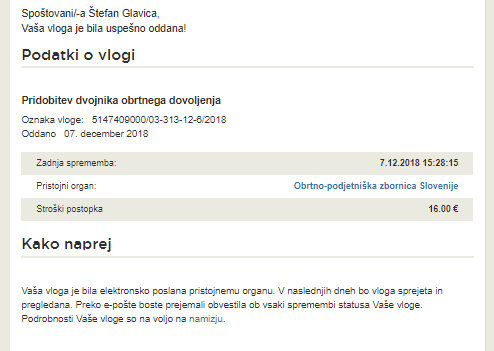 Spoštovani/-a Štefan Glavica,
Vaša vloga je bila uspešno oddana!
Podatki o vlogi
Pridobitev dvojnika obrtnega dovoljenja
Oznaka vloge: 5147409000/03-313-12-6/2018
Oddano 07. december 2018
Zadnja sprememba: 7.12.2018 15:28:15
Pristojni organ: Obrtno-podjetniška zbornica Slovenije
Stroški postopka 16.00 €
Kako naprej
Vaša vloga je bila elektronsko poslana pristojnemu organu. V naslednjih dneh bo vloga sprejeta in
pregledana. Preko e-pošte boste prejemali obvestila ob vsaki spremembi statusa Vaše vloge.
Podrobnosti Vaše vloge so na voljo na namizju.